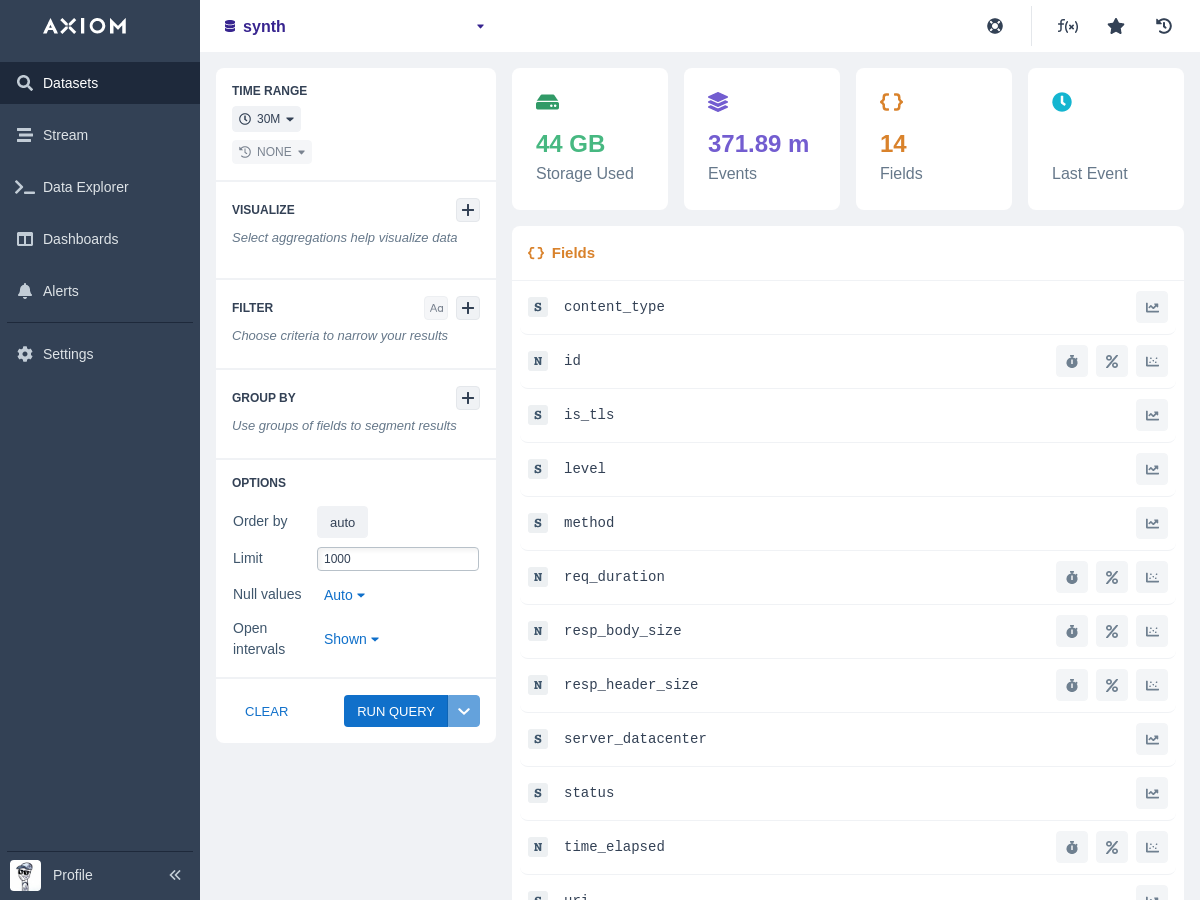 AXIOM
Datasets
Stream
Data Explorer
Dashboards
Alerts
Settings
Profile
synth
f(x)
TIME RANGE
30M
NONE
VISUALIZE
Select aggregations help visualize data
FILTER
Aa
Choose criteria to narrow your results
GROUP BY
Use groups of fields to segment results
OPTIONS
Order by auto
Limit 1000
Null values Auto
Open
intervals Shown
CLEAR RUN QUERY
44 GB
Storage Used
371.89 m
Events
14
Fields
Last Event
{} Fields
S content_type
N id
S is_tls
S level
S method
N req_duration
N resp_body_size
N resp_header_size
S server_datacenter
S status
N time_elapsed
S uri